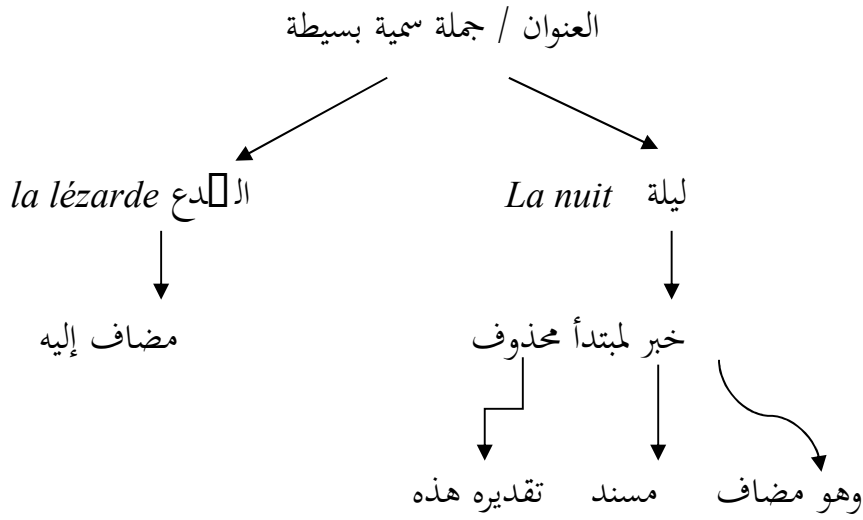 العنوان / جملة سمية بسيطة
ليلة La nuit
la lézarde
خبر لمبتدأ محذوف
مضاف إليه
وهو مضاف مسند تقديره هذه